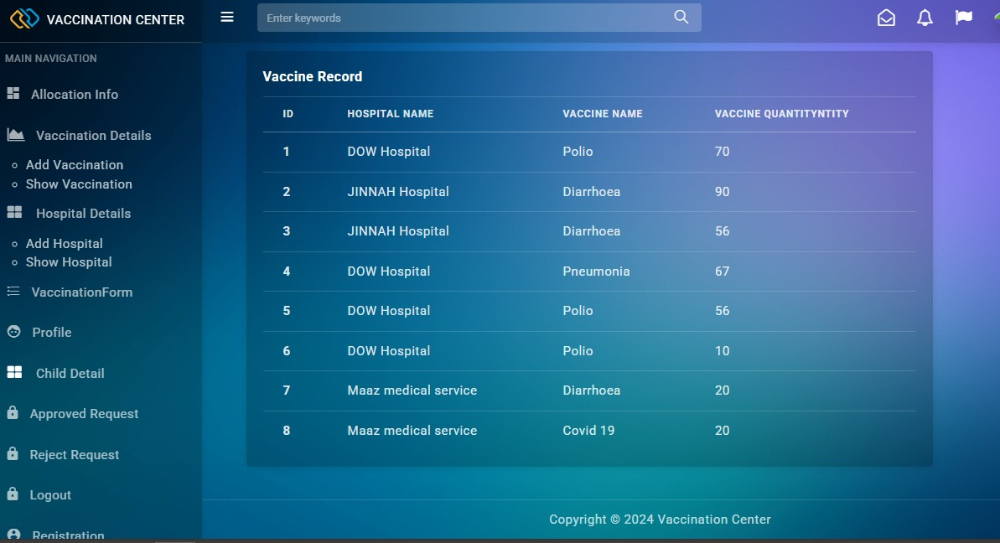 VACCINATION CENTER
Enter keywords
MAIN NAVIGATION
Allocation Info
Vaccination Details
Add Vaccination
Show Vaccination
Hospital Details
Add Hospital
Show Hospital
VaccinationForm
Profile
Child Detail
Approved Request
Reject Request
Logout
Registration
Vaccine Record
ID HOSPITAL NAME VACCINE NAME VACCINE QUANTITYNTITY
1 DOW Hospital Polio 70
2 JINNAH Hospital Diarrhoea 90
3 JINNAH Hospital Diarrhoea 56
4 DOW Hospital Pneumonia 67
5 DOW Hospital Polio 56
6 DOW Hospital Polio 10
7 Maaz medical service Diarrhoea 20
8 Maaz medical service Covid 19 20
Copyright © 2024 Vaccination Center